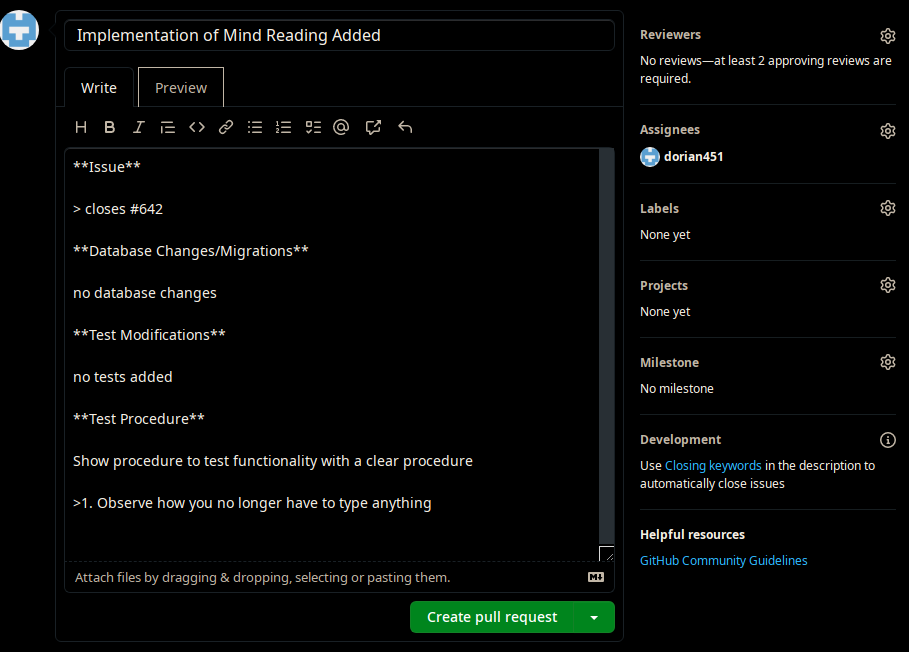 Implementation of Mind Reading Added
Write
Preview
**Issue**
> closes #642
**Database Changes/Migrations**
no database changes
**Test Modifications**
no tests added
**Test Procedure**
Show procedure to test functionality with a clear procedure
>1. Observe how you no longer have to type anything
Attach files by dragging & dropping, selecting or pasting them.
Create pull request
Reviewers
No reviews—at least 2 approving reviews are
required.
Assignees
dorian451
Labels
None yet
Projects
None yet
Milestone
No milestone
Development
Use Closing keywords in the description to
automatically close issues
Helpful resources
GitHub Community Guidelines